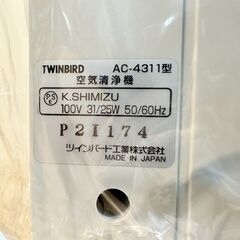 TWINBIRD AC-4311型
空気清浄機
PSE K.SHIMIZU
100V 31/25W 50/60Hz
P2I174
ツインバード工業株式会社
MADE IN JAPAN